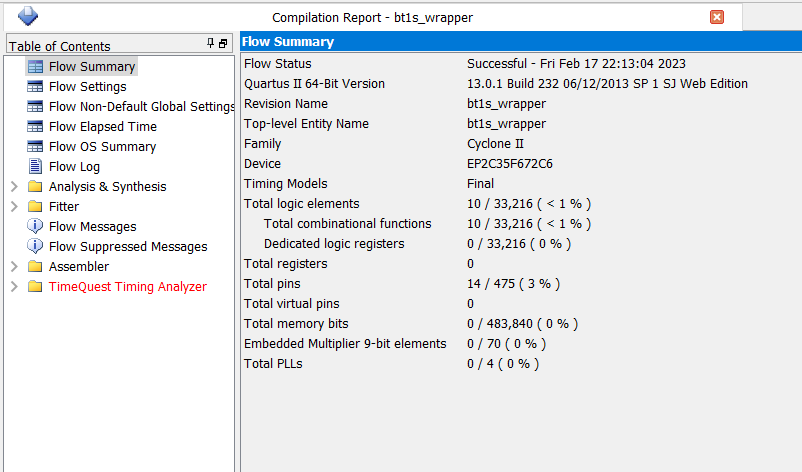 Compilation Report - bt1s_wrapper
Table of Contents
Flow Summary
Flow Settings
Flow Non-Default Global Settings
Flow Elapsed Time
Flow OS Summary
Flow Log
Analysis & Synthesis
Fitter
Flow Messages
Flow Suppressed Messages
Assembler
TimeQuest Timing Analyzer
Flow Summary
Flow Status Successful - Fri Feb 17 22:13:04 2023
Quartus II 64-Bit Version 13.0.1 Build 232 06/12/2013 SP 1 SJ Web Edition
Revision Name bt1s_wrapper
Top-level Entity Name bt1s_wrapper
Family Cyclone II
Device EP2C35F672C6
Timing Models Final
Total logic elements 10 / 33,216 ( < 1 % )
Total combinational functions 10 / 33,216 ( < 1 % )
Dedicated logic registers 0 / 33,216 ( 0 % )
Total registers 0
Total pins 14 / 475 ( 3 % )
Total virtual pins 0
Total memory bits 0 / 483,840 ( 0 % )
Embedded Multiplier 9-bit elements 0 / 70 ( 0 % )
Total PLLs 0 / 4 ( 0 % )